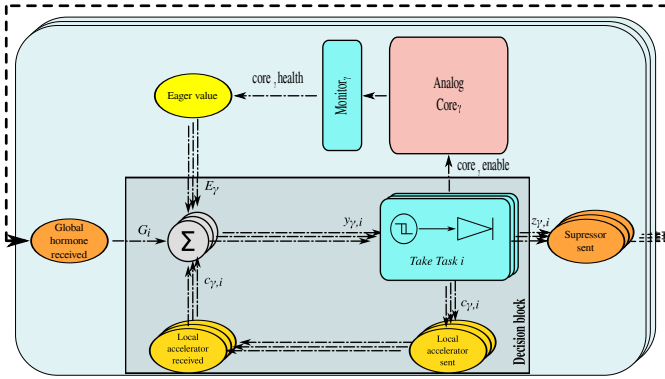 Analog
Core γ
Monitor γ
core γ health
Eager value
core γ enable
E γ
Global
hormone
received
G i
Σ
y γ,i
Take Task i
z γ,i
Supressor
sent
c γ,i
c γ,i
Local
accelerator
received
Local
accelerator
sent
Decision block